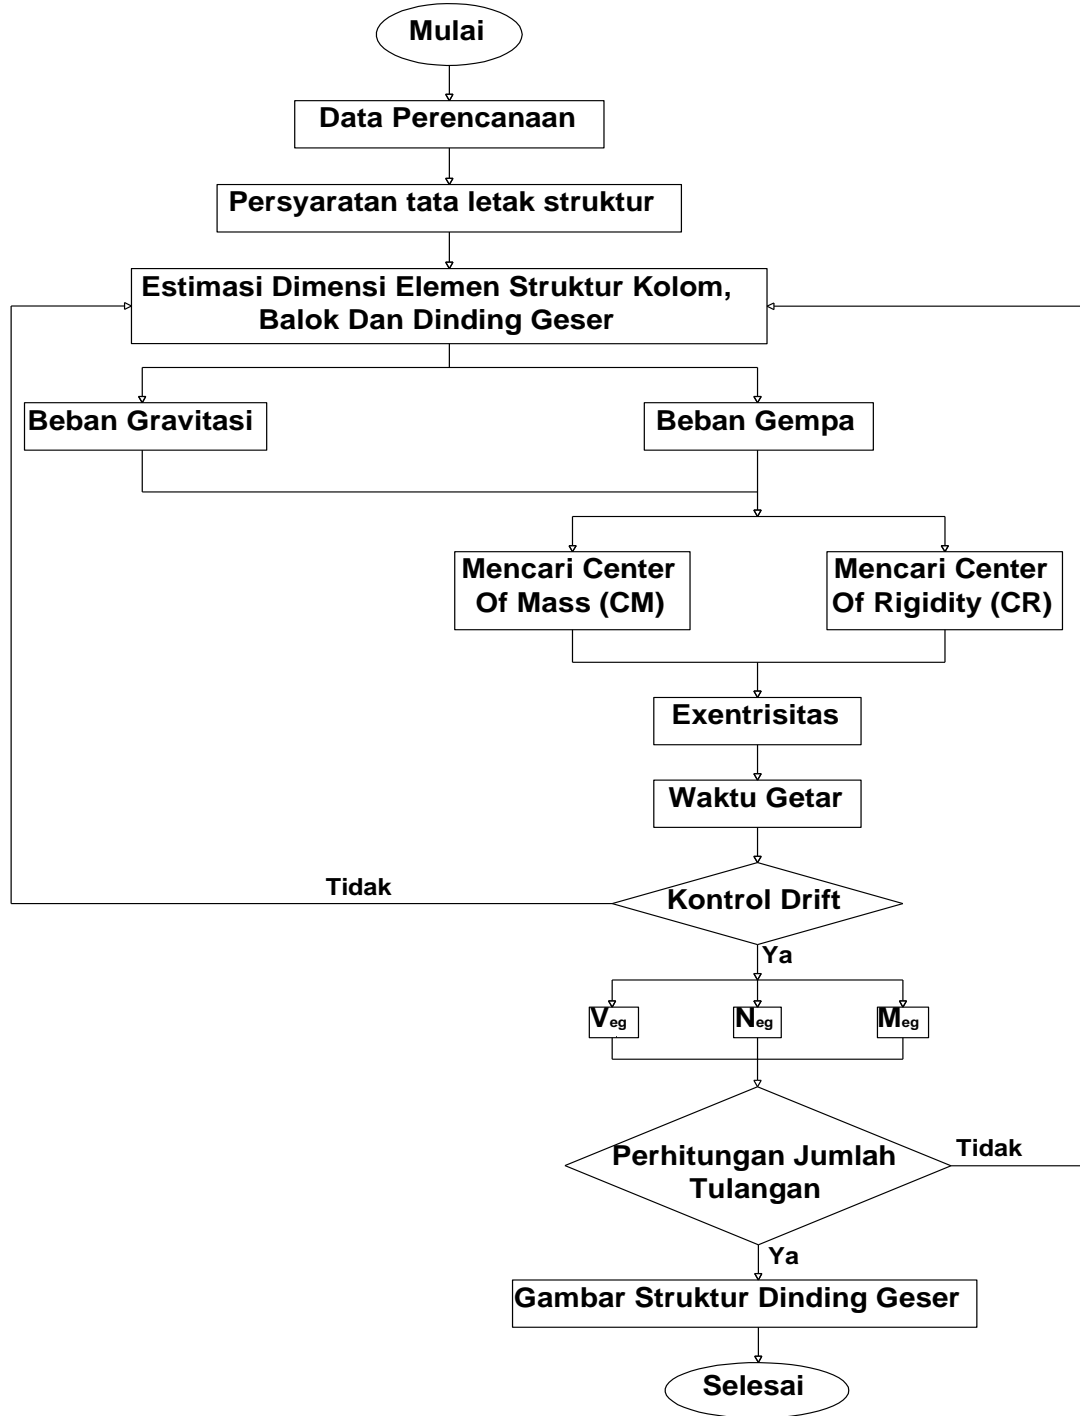 Mulai
Data Perencanaan
Persyaratan tata letak struktur
Estimasi Dimensi Elemen Struktur Kolom,
Balok Dan Dinding Geser
Beban Gravitasi
Beban Gempa
Mencari Center
Of Mass (CM)
Mencari Center
Of Rigidity (CR)
Exentrisitas
Waktu Getar
Kontrol Drift
Tidak
Ya
Veg
Neg
Meg
Perhitungan Jumlah
Tulangan
Tidak
Ya
Gambar Struktur Dinding Geser
Selesai